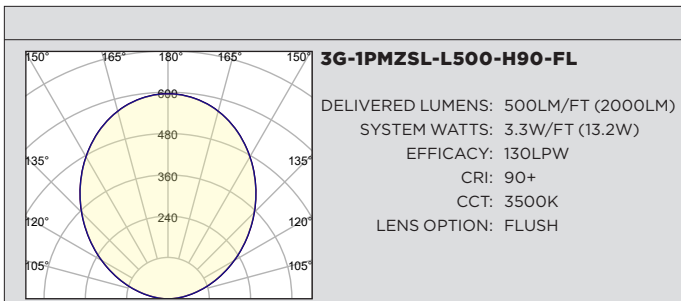 150° 165° 180° 165° 150°
600
480
135° 135°
360
120° 240 120°
105° 105°
3G-1PMZSL-L500-H90-FL
DELIVERED LUMENS: 500LM/FT (2000LM)
SYSTEM WATTS: 3.3W/FT (13.2W)
EFFICACY: 130LPW
CRI: 90+
CCT: 3500K
LENS OPTION: FLUSH